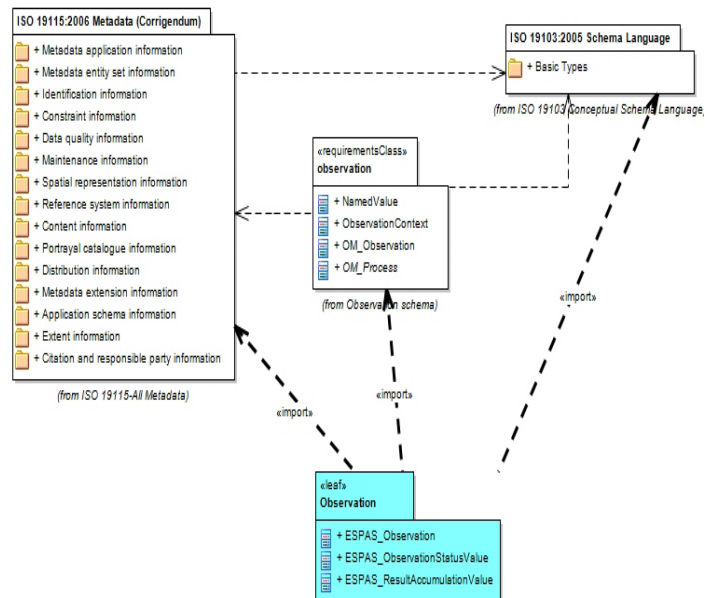 ISO 19115:2006 Metadata (Corrigendum)
+ Metadata application information
+ Metadata entity set information
+ Identification information
+ Constraint information
+ Data quality information
+ Maintenance information
+ Spatial representation information
+ Reference system information
+ Content information
+ Portrayal catalogue information
+ Distribution information
+ Metadata extension information
+ Application schema information
+ Extent information
+ Citation and responsible party information
(from ISO 19115-All Metadata)
ISO 19103:2005 Schema Language
+ Basic Types
(from ISO 19103 Conceptual Schema Language)
«requirementsClass»
observation
+ NamedValue
+ ObservationContext
+ OM_Observation
+ OM_Process
(from Observation schema)
«import»
«import»
«import»
«leaf»
Observation
+ ESPAS_Observation
+ ESPAS_ObservationStatusValue
+ ESPAS_ResultAccumulationValue